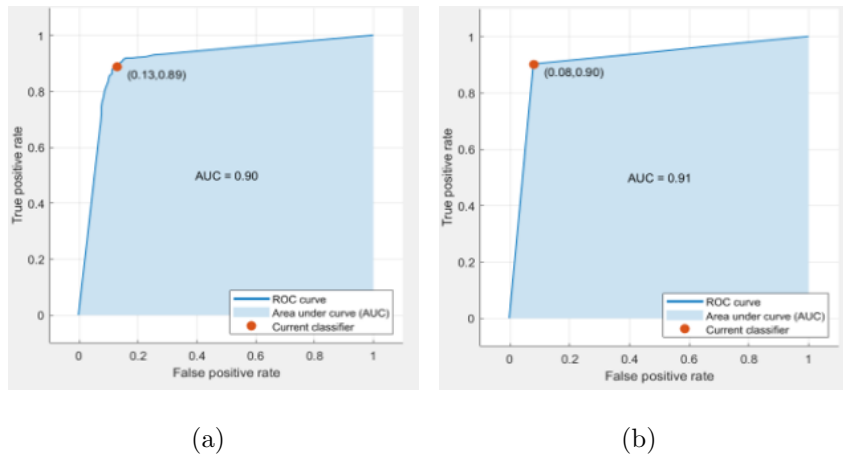 1
0.8
0.6
0.4
0.2
0
True positive rate
(0.13,0.89)
AUC = 0.90
ROC curve
Area under curve (AUC)
Current classifier
0 0.2 0.4 0.6 0.8 1
False positive rate
(a)
1
0.8
0.6
0.4
0.2
0
True positive rate
(0.08,0.90)
AUC = 0.91
ROC curve
Area under curve (AUC)
Current classifier
0 0.2 0.4 0.6 0.8 1
False positive rate
(b)